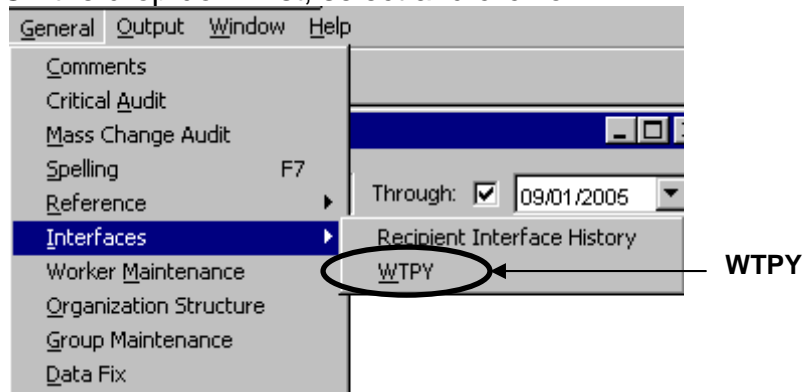 General Output Window Help
Comments
Critical Audit
Mass Change Audit
Spelling F7
Reference
Through: 09/01/2005
Interfaces
Recipient Interface History
WTPY
WTPY
Worker Maintenance
Organization Structure
Group Maintenance
Data Fix